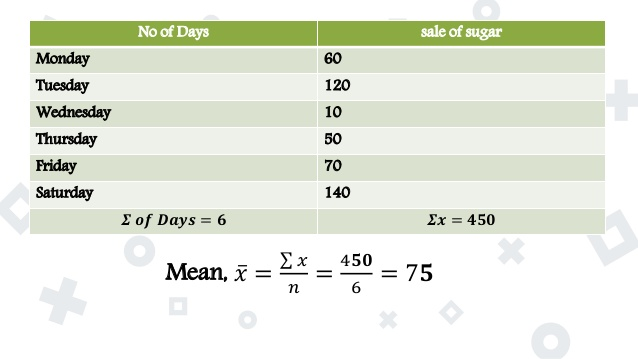 No of Days sale of sugar
Monday 60
Tuesday 120
Wednesday 10
Thursday 50
Friday 70
Saturday 140
Σ of Days = 6 Σx = 450
Mean, x̄ = ∑ x / n = 450 / 6 = 75